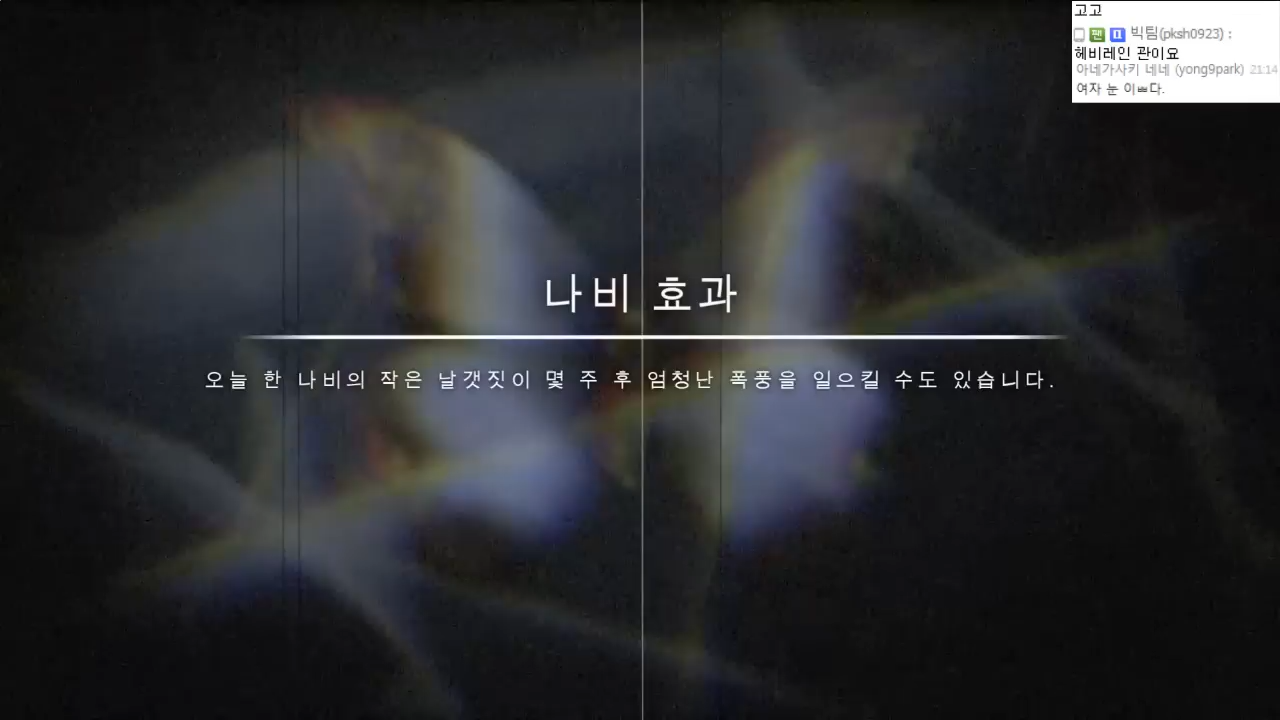 고고
팬 빅팀(pksh0923) :
헤비레인 관이요
아네가사키 네네 (yong9park) 21:14
여자 눈 이쁘다.
나비 효과
오늘 한 나비의 작은 날갯짓이 몇 주 후 엄청난 폭풍을 일으킬 수도 있습니다.